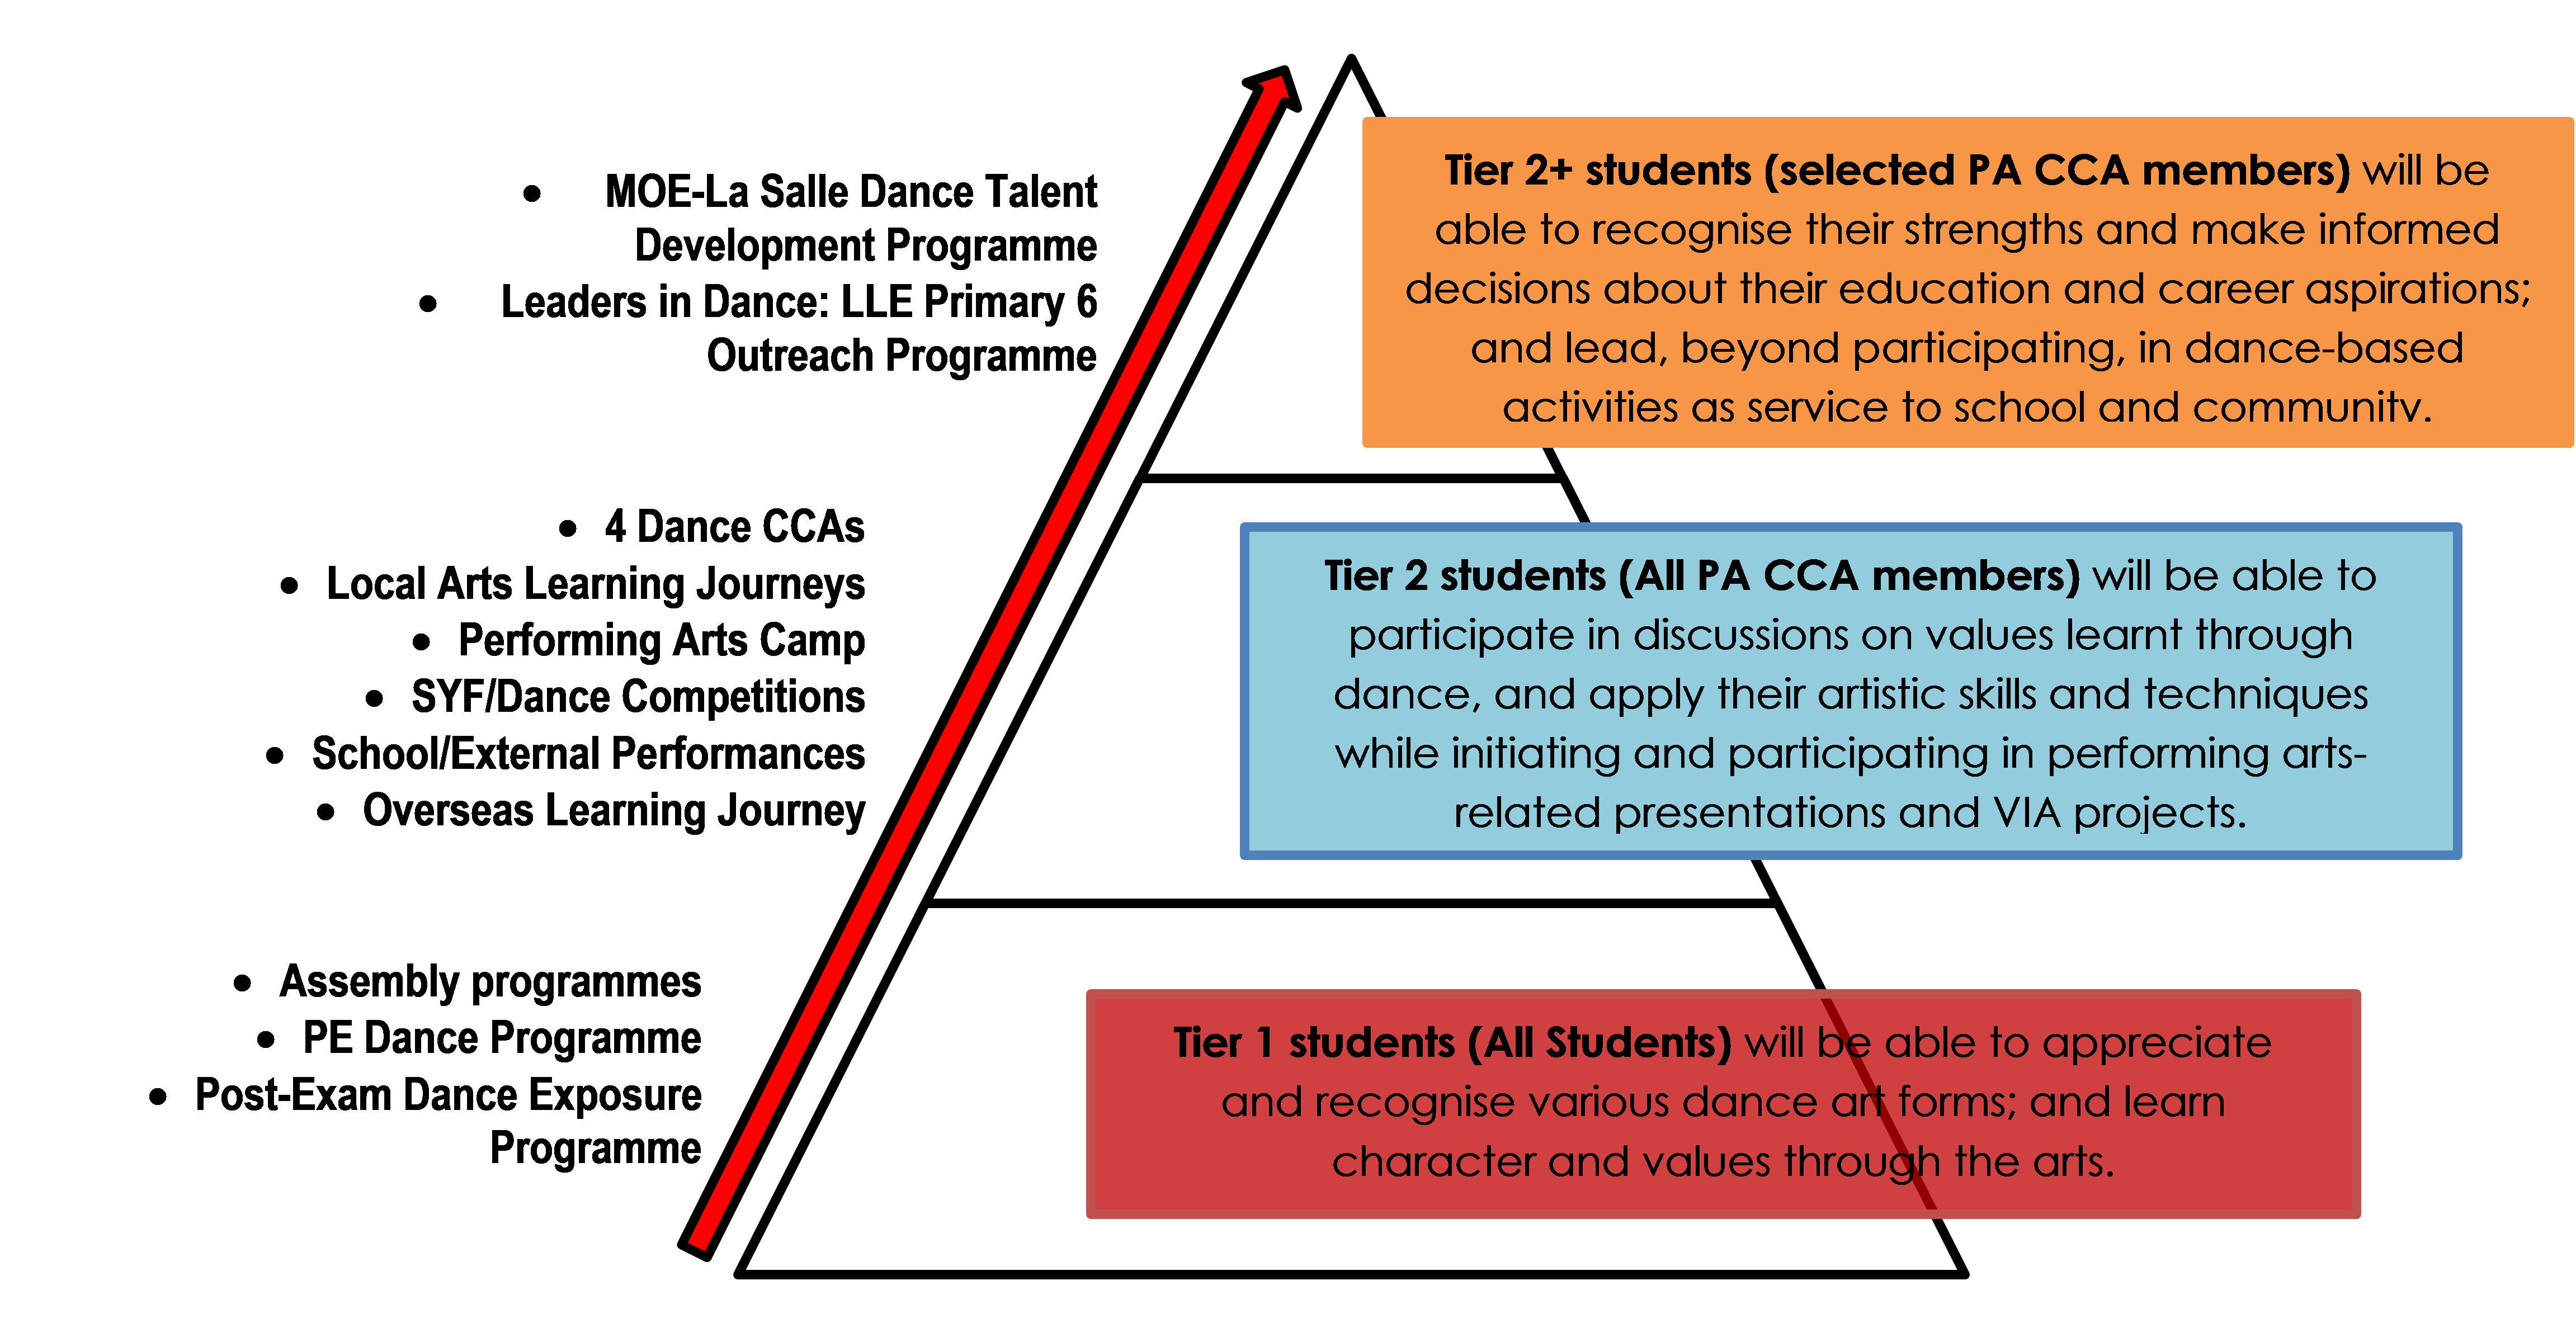 • MOE-La Salle Dance Talent
Development Programme
• Leaders in Dance: LLE Primary 6
Outreach Programme
Tier 2+ students (selected PA CCA members) will be
able to recognise their strengths and make informed
decisions about their education and career aspirations;
and lead, beyond participating, in dance-based
activities as service to school and community.
• 4 Dance CCAs
• Local Arts Learning Journeys
• Performing Arts Camp
• SYF/Dance Competitions
• School/External Performances
• Overseas Learning Journey
Tier 2 students (All PA CCA members) will be able to
participate in discussions on values learnt through
dance, and apply their artistic skills and techniques
while initiating and participating in performing arts-
related presentations and VIA projects.
• Assembly programmes
• PE Dance Programme
• Post-Exam Dance Exposure
Programme
Tier 1 students (All Students) will be able to appreciate
and recognise various dance art forms; and learn
character and values through the arts.